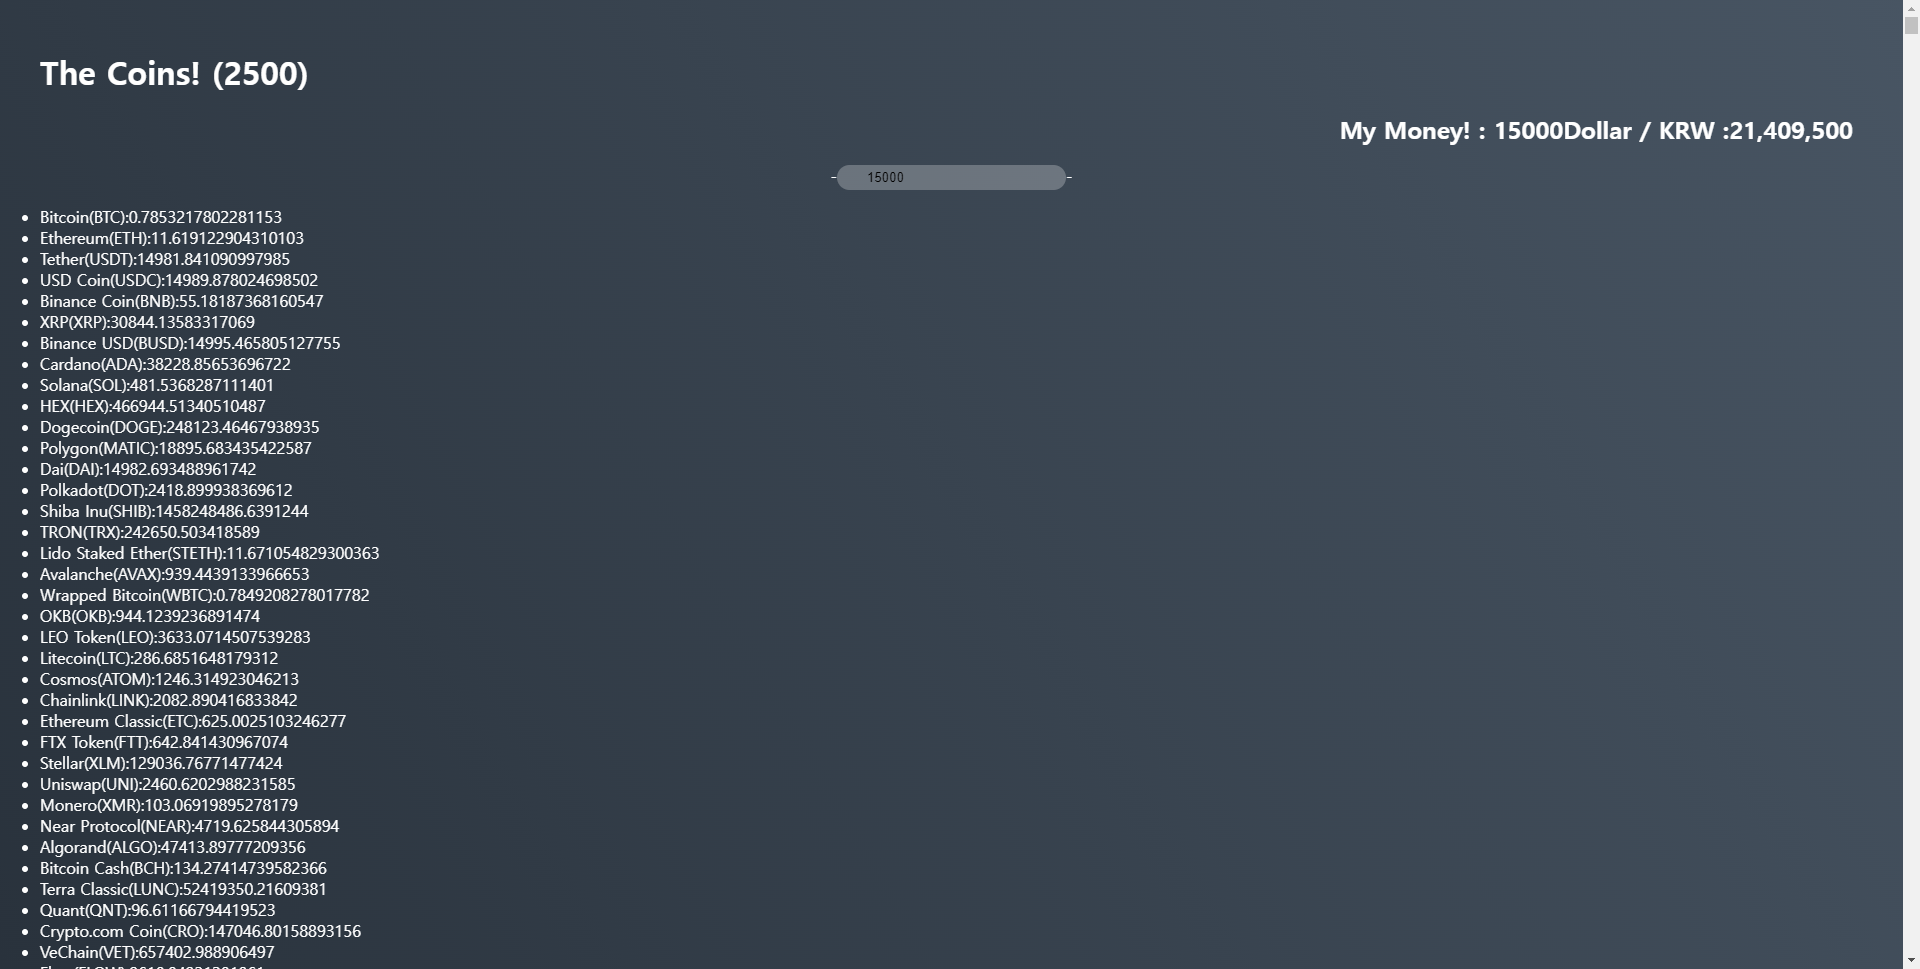 The Coins! (2500)
My Money! : 15000Dollar / KRW :21,409,500
15000
Bitcoin(BTC):0.7853217802281153
Ethereum(ETH):11.619122904310103
Tether(USDT):14981.841090997985
USD Coin(USDC):14989.878024698502
Binance Coin(BNB):55.18187368160547
XRP(XRP):30844.13583317069
Binance USD(BUSD):14995.465805127755
Cardano(ADA):38228.85653696722
Solana(SOL):481.5368287111401
HEX(HEX):466944.51340510487
Dogecoin(DOGE):248123.46467938935
Polygon(MATIC):18895.683435422587
Dai(DAI):14982.693488961742
Polkadot(DOT):2418.899938369612
Shiba Inu(SHIB):1458248486.6391244
TRON(TRX):242650.503418589
Lido Staked Ether(STETH):11.671054829300363
Avalanche(AVAX):939.4439133966653
Wrapped Bitcoin(WBTC):0.7849208278017782
OKB(OKB):944.1239236891474
LEO Token(LEO):3633.0714507539283
Litecoin(LTC):286.6851648179312
Cosmos(ATOM):1246.314923046213
Chainlink(LINK):2082.890416833842
Ethereum Classic(ETC):625.0025103246277
FTX Token(FTT):642.841430967074
Stellar(XLM):129036.76771477424
Uniswap(UNI):2460.6202988231585
Monero(XMR):103.06919895278179
Near Protocol(NEAR):4719.625844305894
Algorand(ALGO):47413.89777209356
Bitcoin Cash(BCH):134.27414739582366
Terra Classic(LUNC):52419350.21609381
Quant(QNT):96.61166794419523
Crypto.com Coin(CRO):147046.80158893156
VeChain(VET):657402.988906497